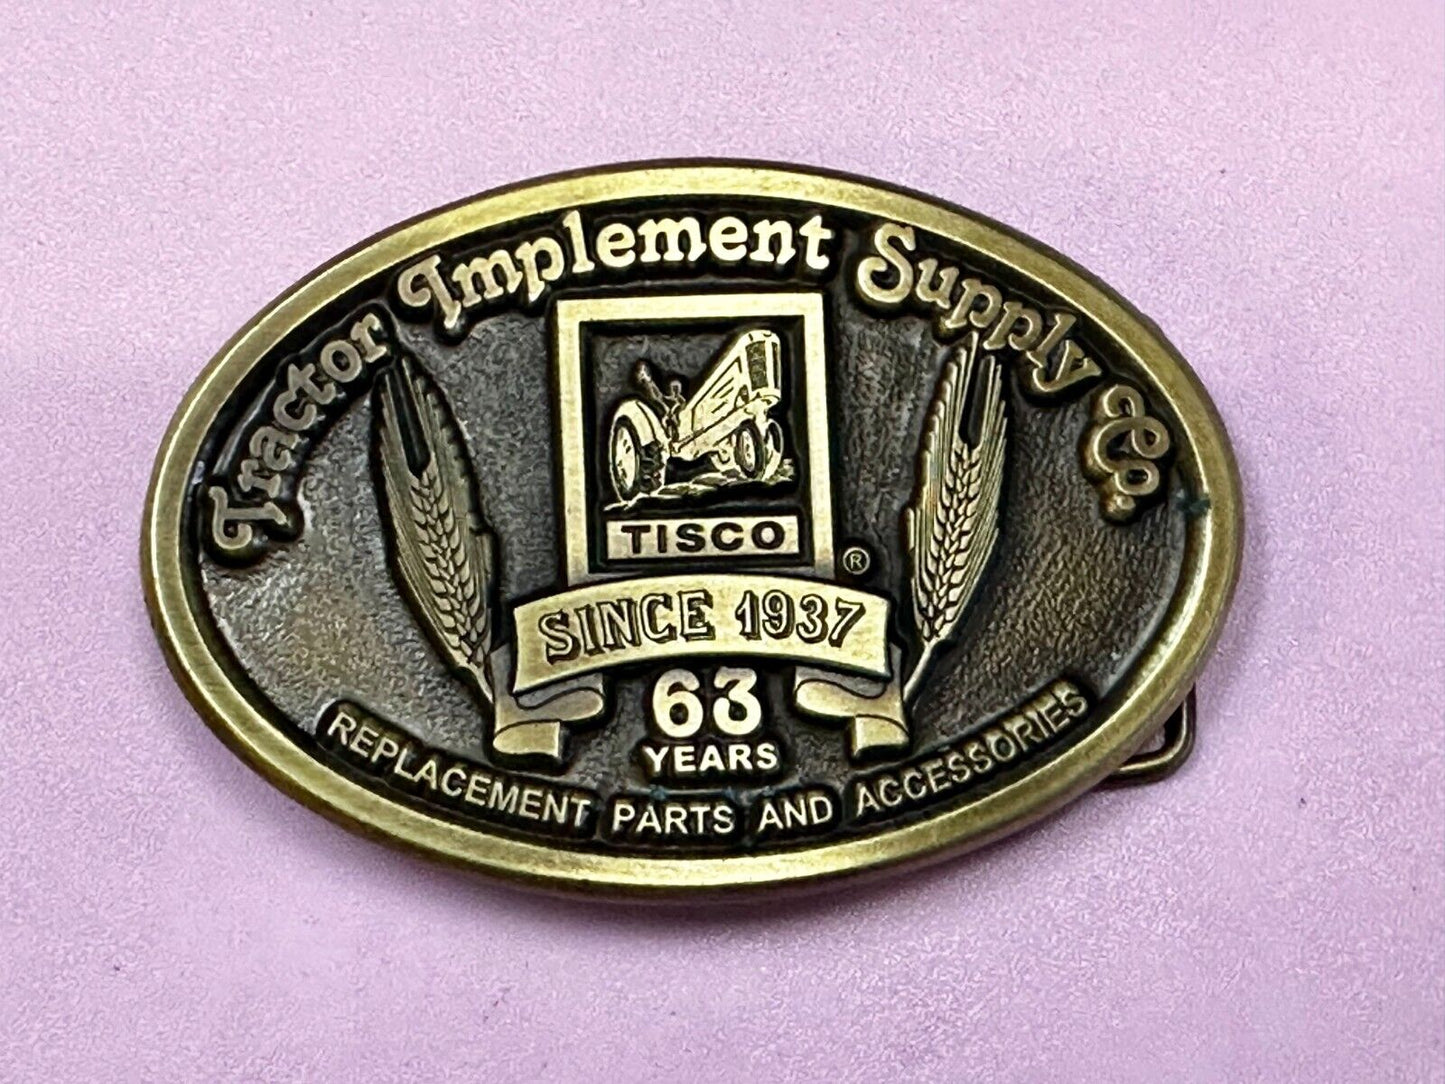 Tractor Implement Supply Co.
TISCO
®
SINCE 1937
63
YEARS
REPLACEMENT PARTS AND ACCESSORIES